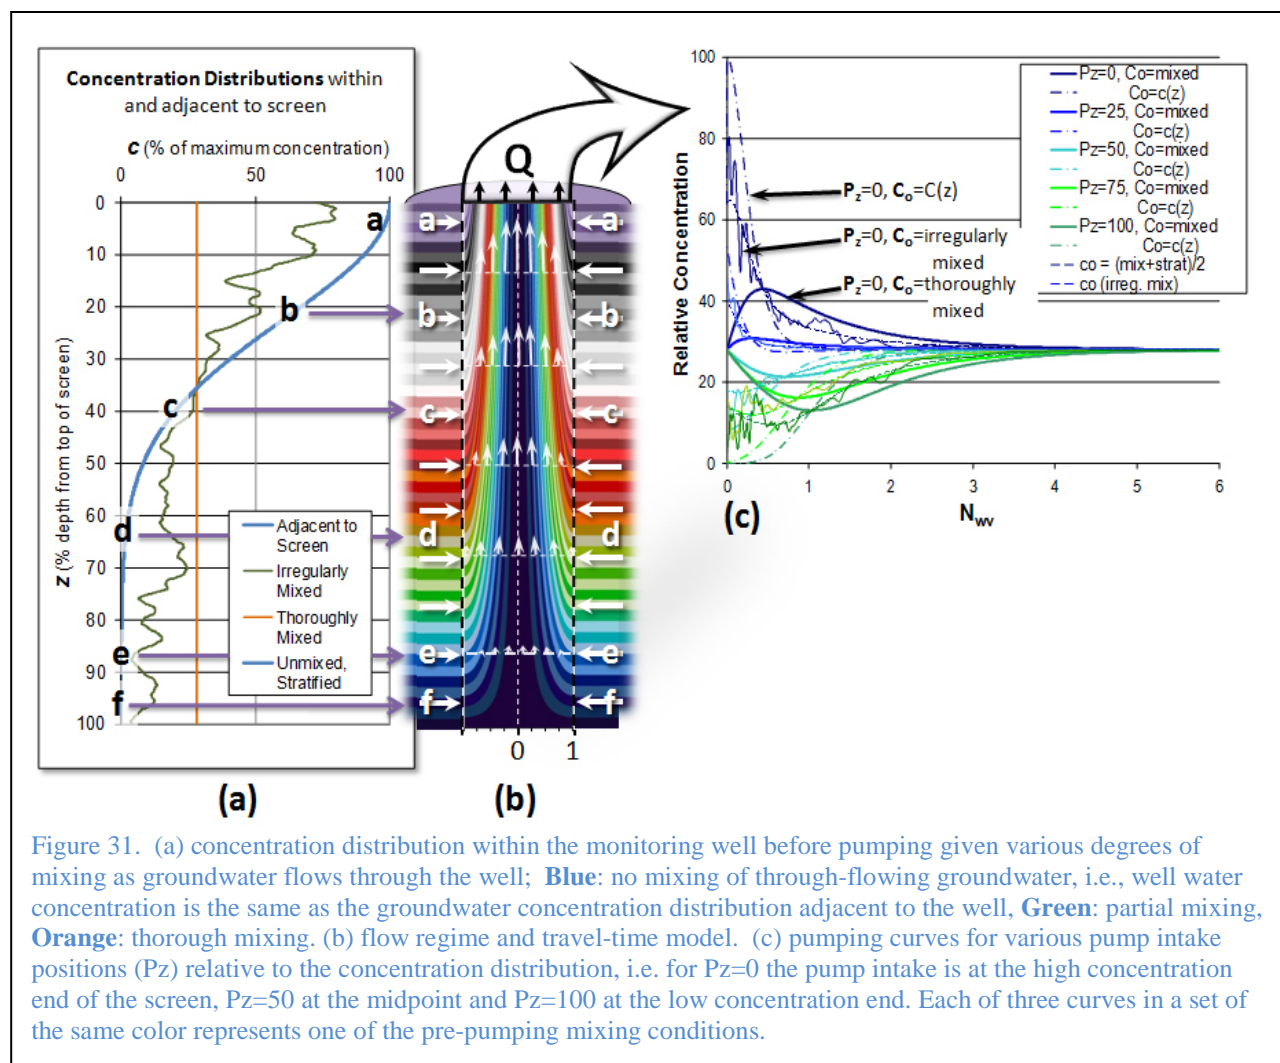 Concentration Distributions within
and adjacent to screen
c (% of maximum concentration)
0 50 100
0
10
20
30
40
50
60
70
80
90
100
Z (% depth from top of screen)
a
b
c
d
e
f
Adjacent to
Screen
Irregularly
Mixed
Thoroughly
Mixed
Unmixed,
Stratified
(a)
Q
a a
b b
c c
d d
e e
f f
0 1
(b)
100
80
60
40
20
0
Relative Concentration
0 1 2 3 4 5 6
Nwv
(c)
Pz=0, Co=mixed
Co=c(z)
Pz=25, Co=mixed
Co=c(z)
Pz=50, Co=mixed
Co=c(z)
Pz=75, Co=mixed
Co=c(z)
Pz=100, Co=mixed
Co=c(z)
co = (mix+strat)/2
co (irreg. mix)
Pz=0, Co=C(z)
Pz=0, Co=irregularly
mixed
Pz=0, Co=thoroughly
mixed
Figure 31. (a) concentration distribution within the monitoring well before pumping given various degrees of
mixing as groundwater flows through the well; Blue: no mixing of through-flowing groundwater, i.e., well water
concentration is the same as the groundwater concentration distribution adjacent to the well, Green: partial mixing,
Orange: thorough mixing. (b) flow regime and travel-time model. (c) pumping curves for various pump intake
positions (Pz) relative to the concentration distribution, i.e. for Pz=0 the pump intake is at the high concentration
end of the screen, Pz=50 at the midpoint and Pz=100 at the low concentration end. Each of three curves in a set of
the same color represents one of the pre-pumping mixing conditions.